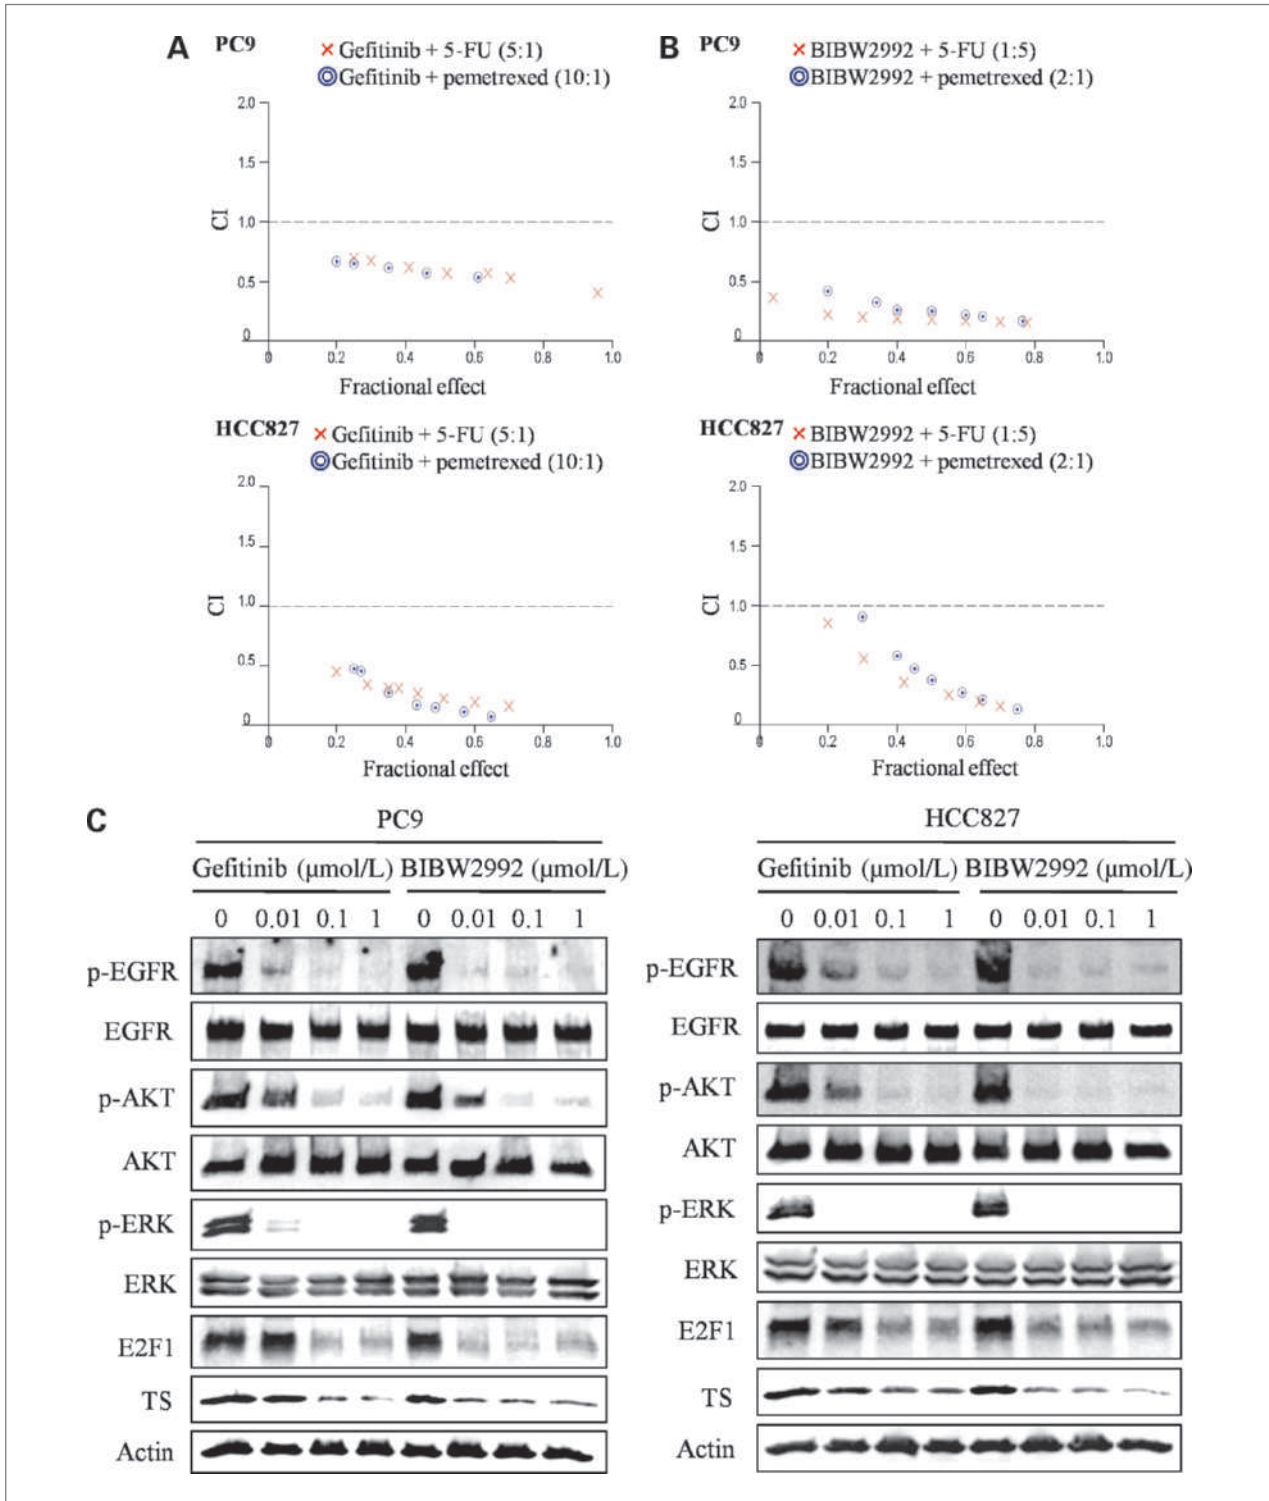 A PC9
× Gefitinib + 5-FU (5:1)
Gefitinib + pemetrexed (10:1)
2.0
1.5
1.0
0.5
0
CI
0 0.2 0.4 0.6 0.8 1.0
Fractional effect
B PC9
× BIBW2992 + 5-FU (1:5)
BIBW2992 + pemetrexed (2:1)
2.0
1.5
1.0
0.5
0
CI
0 0.2 0.4 0.6 0.8 1.0
Fractional effect
HCC827
× Gefitinib + 5-FU (5:1)
Gefitinib + pemetrexed (10:1)
2.0
1.5
1.0
0.5
0
CI
0 0.2 0.4 0.6 0.8 1.0
Fractional effect
HCC827
× BIBW2992 + 5-FU (1:5)
BIBW2992 + pemetrexed (2:1)
2.0
1.5
1.0
0.5
0
CI
0 0.2 0.4 0.6 0.8 1.0
Fractional effect
C
PC9
Gefitinib (μmol/L) BIBW2992 (μmol/L)
0 0.01 0.1 1 0 0.01 0.1 1
p-EGFR
EGFR
p-AKT
AKT
p-ERK
ERK
E2F1
TS
Actin
HCC827
Gefitinib (μmol/L) BIBW2992 (μmol/L)
0 0.01 0.1 1 0 0.01 0.1 1
p-EGFR
EGFR
p-AKT
AKT
p-ERK
ERK
E2F1
TS
Actin